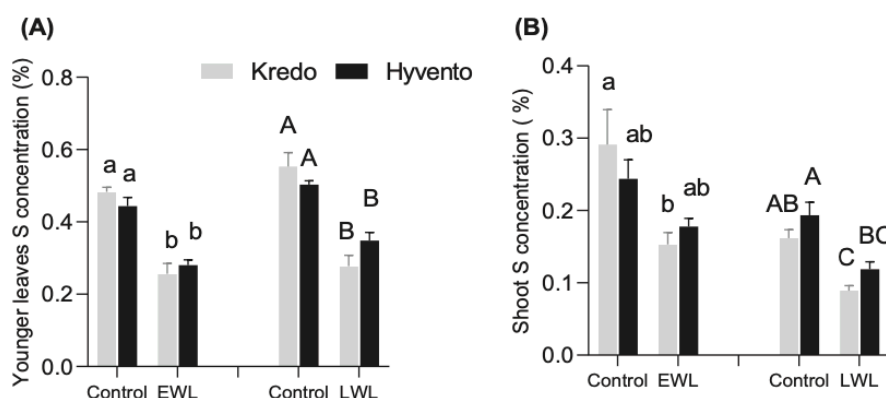 (A)
Kredo Hyvento
Younger leaves S concentration (%)
0.8
0.6
0.4
0.2
0.0
a a b b A A B B
Control EWL Control LWL
(B)
Shoot S concentration ( %)
0.4
0.3
0.2
0.1
0.0
a ab b ab AB A C BC
Control EWL Control LWL